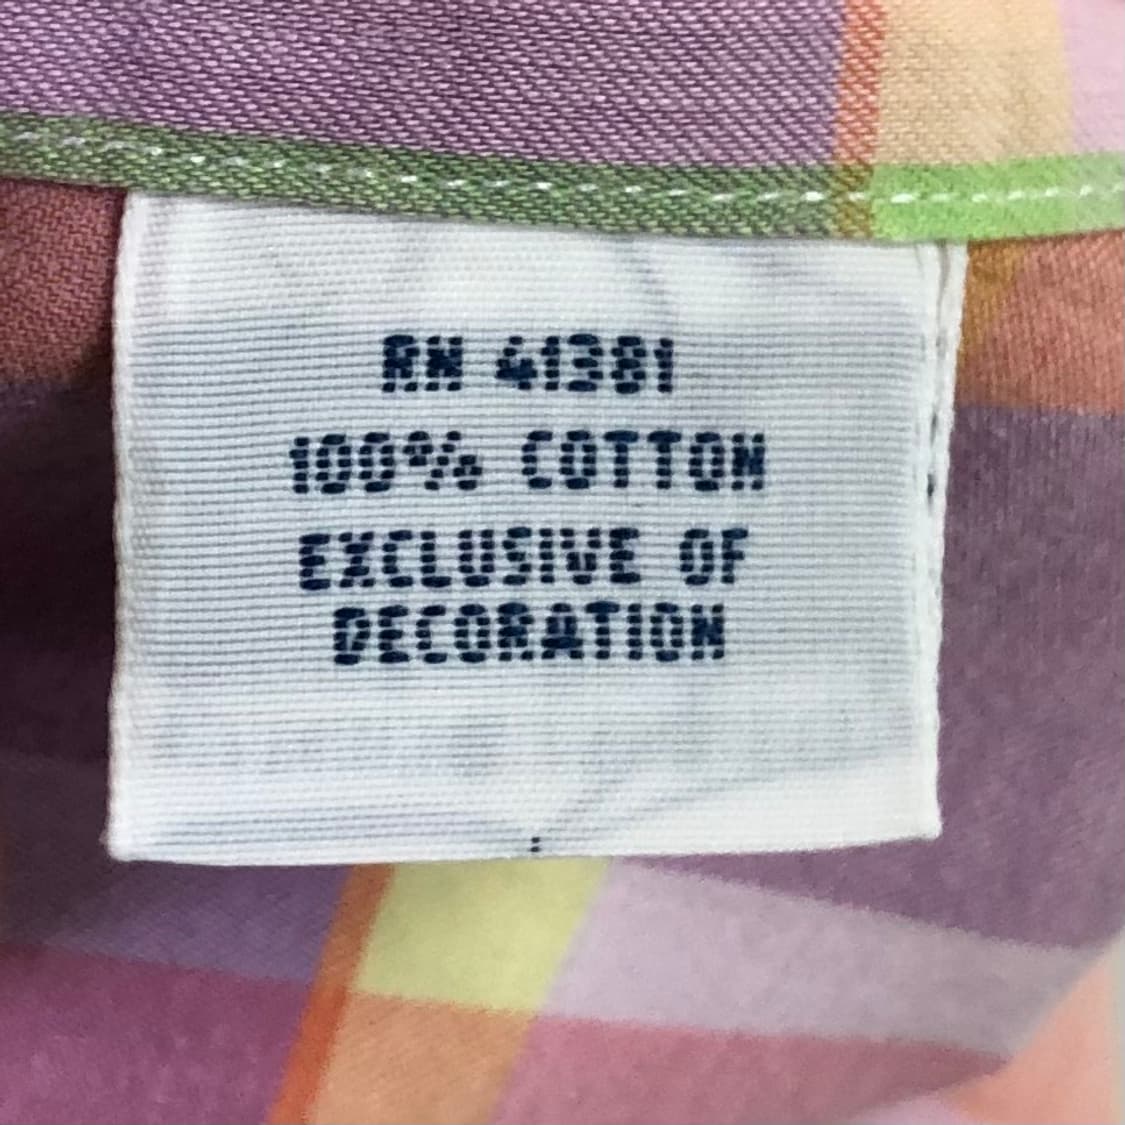 RN 41381
100% COTTON
EXCLUSIVE OF
DECORATION